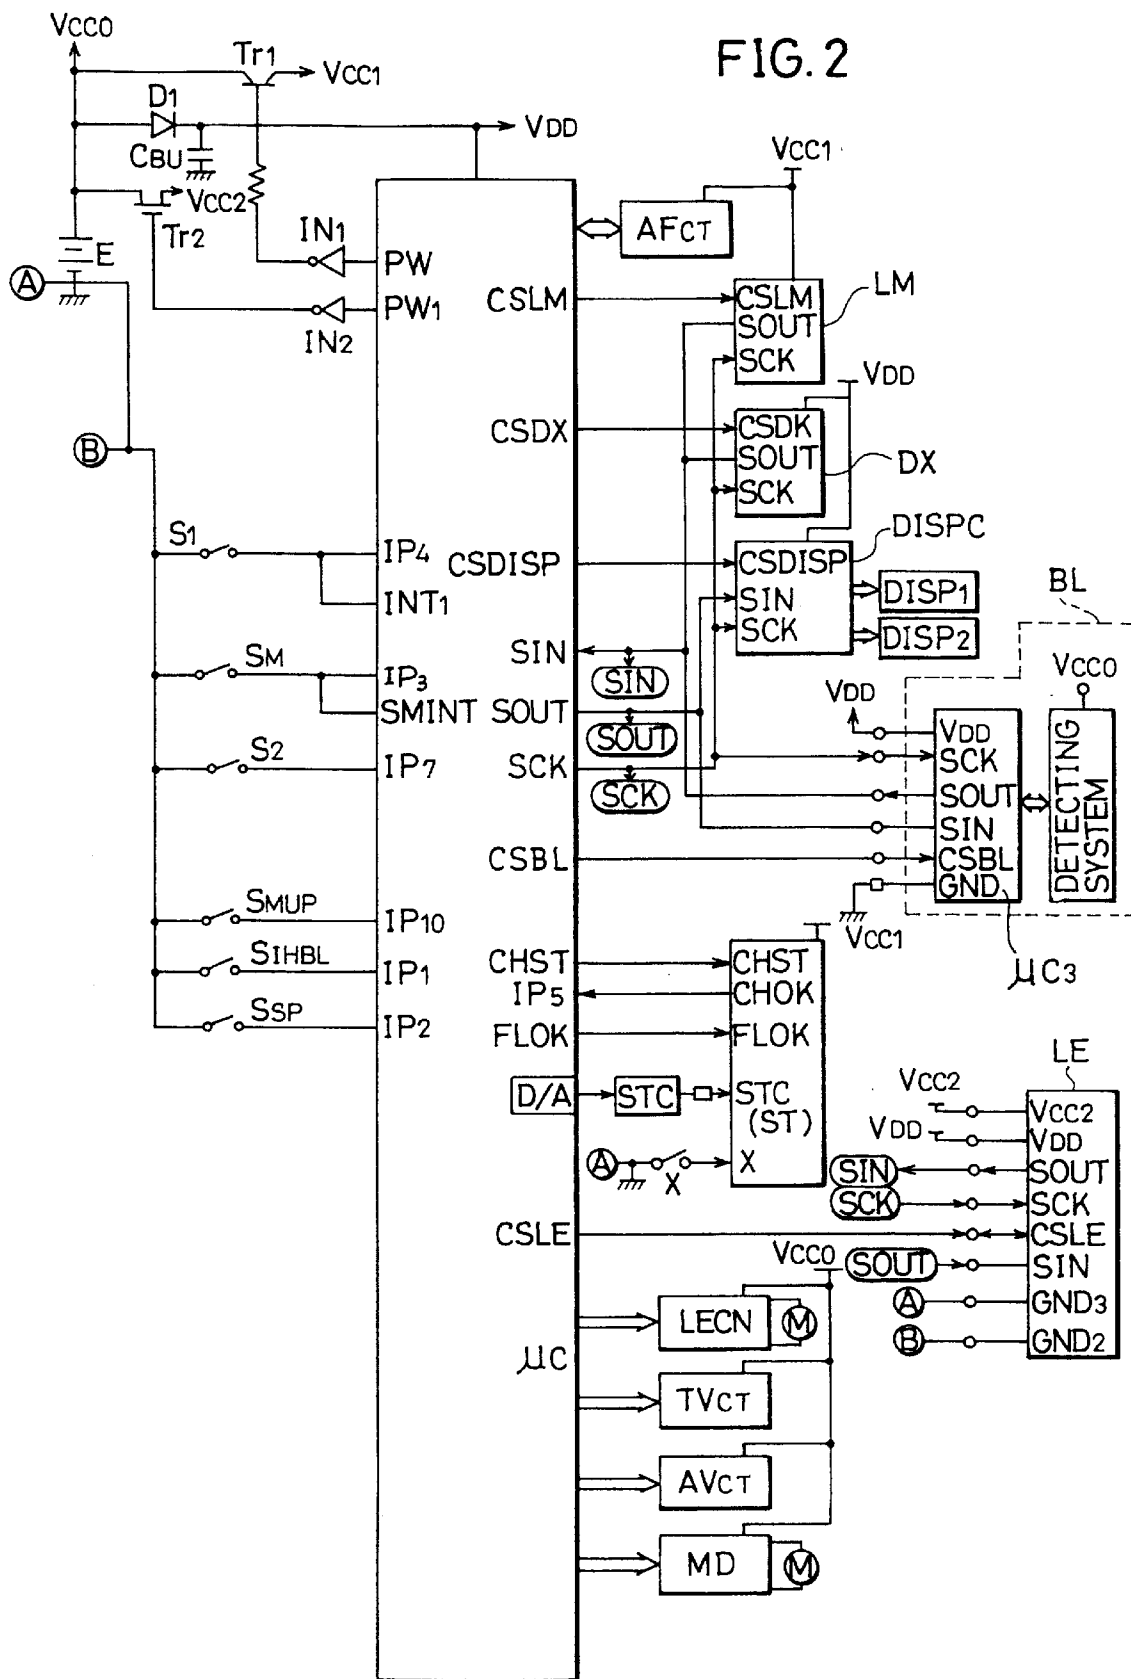 FIG. 2
VCC0
Tr1
VCC1
D1
VDD
CBU
VCC2
Tr2
E
A
IN1
PW
PW1
IN2
B
S1
IP4
INT1
SM
IP3
SMINT
S2
IP7
SMUP
IP10
SIHBL
IP1
SSP
IP2
μC
VCC1
AFCT
CSLM
CSLM
SOUT
SCK
LM
VDD
CSDX
CSDK
SOUT
SCK
DX
DISPC
CSDISP
CSDISP
SIN
SCK
DISP1
DISP2
SIN
SIN
SOUT
SOUT
SCK
SCK
BL
VCC0
VDD
VDD
SCK
SOUT
SIN
CSBL
CSBL
GND
DETECTING
SYSTEM
μC3
VCC1
CHST
CHST
IP5
CHOK
FLOK
FLOK
D/A
STC
STC
(ST)
A
X
X
LE
VCC2
VCC2
VDD
VDD
SIN
SOUT
SCK
SCK
CSLE
CSLE
SOUT
SIN
A
GND3
B
GND2
VCC0
LECN
M
TVCT
AVCT
MD
M